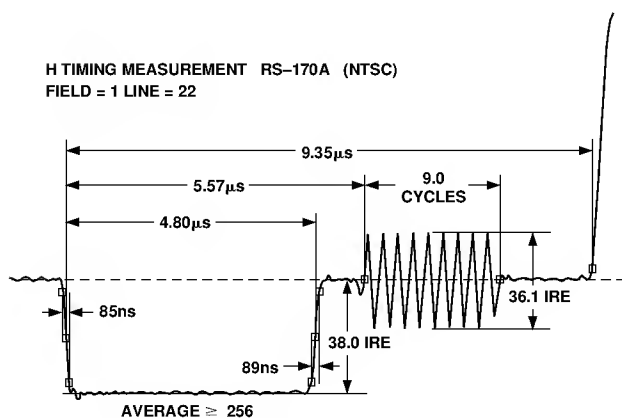 H TIMING MEASUREMENT RS–170A (NTSC)
FIELD = 1 LINE = 22
9.35μs
5.57μs
9.0
CYCLES
4.80μs
36.1 IRE
85ns
38.0 IRE
89ns
AVERAGE ≥ 256